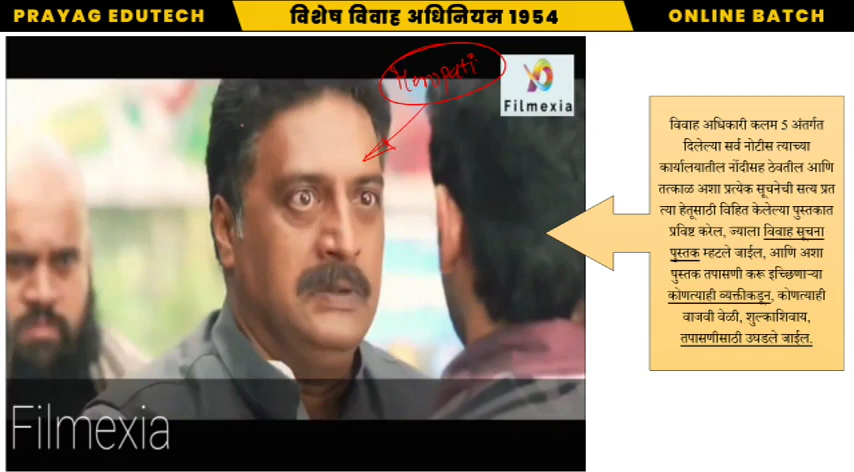 PRAYAG EDUTECH
विशेष विवाह अधिनियम 1954
ONLINE BATCH
Filmexia
विवाह अधिकारी कलम 5 अंतर्गत
दिलेल्या सर्व नोटीस त्याच्या
कार्यालयातील नोंदीसह ठेवतील आणि
तत्काळ अशा प्रत्येक सूचनेची सत्य प्रत
त्या हेतूसाठी विहित केलेल्या पुस्तकात
प्रविष्ट करेल, ज्याला विवाह सूचना
पुस्तक म्हटले जाईल, आणि अशा
पुस्तक तपासणी करू इच्छिणाऱ्या
कोणत्याही व्यक्तीकडून, कोणत्याही
वाजवी वेळी, शुल्काशिवाय,
तपासणीसाठी उघडले जाईल.
Filmexia